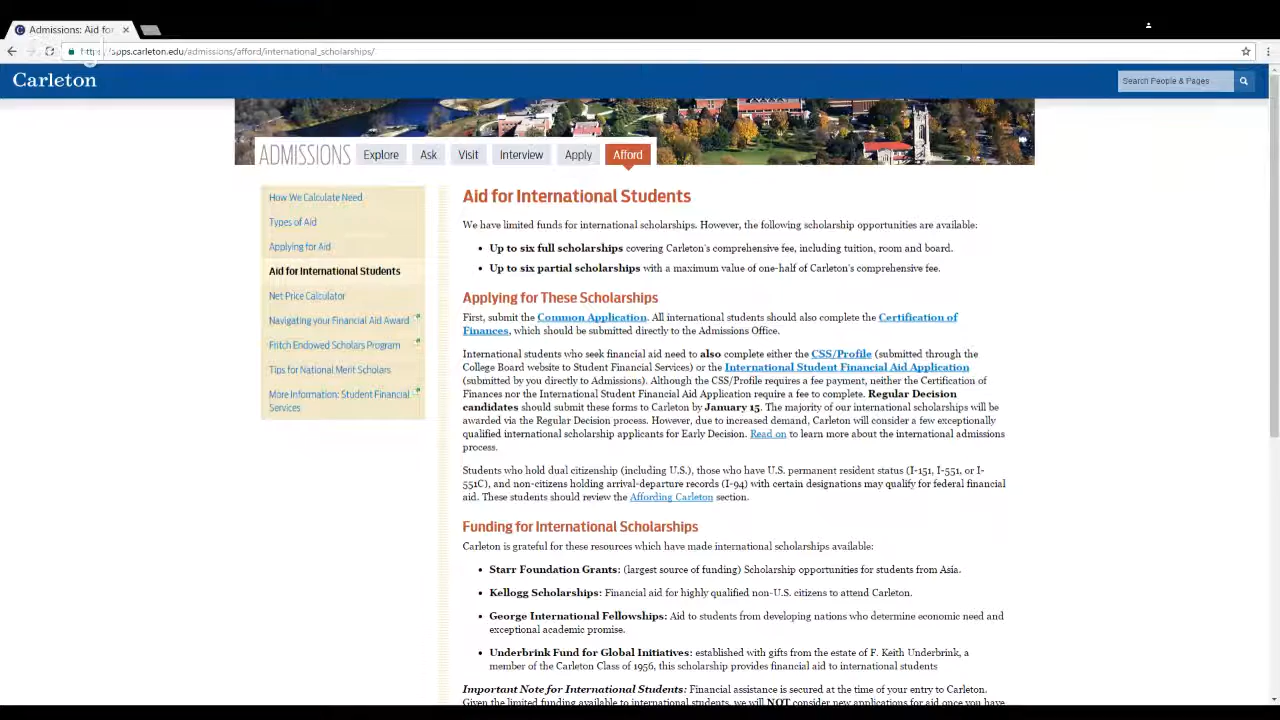 Admissions: Aid for
apps.carleton.edu/admissions/afford/international_scholarships/
Carleton
Search People & Pages
ADMISSIONS Explore Ask Visit Interview Apply Afford
How We Calculate Need
Types of Aid
Applying for Aid
Aid for International Students
Net Price Calculator
Navigating your Financial Aid Award
Fritch Endowed Scholars Program
Tips for National Merit Scholars
More Information: Student Financial
Services
Aid for International Students
We have limited funds for international scholarships. However, the following scholarship opportunities are available:
• Up to six full scholarships covering Carleton's comprehensive fee, including tuition, room and board.
• Up to six partial scholarships with a maximum value of one-half of Carleton's comprehensive fee.
Applying for These Scholarships
First, submit the Common Application. All international students should also complete the Certification of
Finances, which should be submitted directly to the Admissions Office.
International students who seek financial aid need to also complete either the CSS/Profile (submitted through the
College Board website to Student Financial Services) or the International Student Financial Aid Application
(submitted by you directly to Admissions). Although the CSS/Profile requires a fee payment, neither the Certification of
Finances nor the International Student Financial Aid Application require a fee to complete. Regular Decision
candidates should submit these forms to Carleton by January 15. The majority of our international scholarships will be
awarded via the Regular Decision process. However, due to increased demand, Carleton will consider a few exceptionally
qualified international scholarship applicants for Early Decision. Read on to learn more about the international admissions
process.
Students who hold dual citizenship (including U.S.), those who have U.S. permanent resident status (I-151, I-551, or I-
551C), and non-citizens holding arrival-departure records (I-94) with certain designations may qualify for federal financial
aid. These students should review the Affording Carleton section.
Funding for International Scholarships
Carleton is grateful for these resources which have made international scholarships available:
• Starr Foundation Grants: (largest source of funding) Scholarship opportunities for students from Asia.
• Kellogg Scholarships: Financial aid for highly qualified non-U.S. citizens to attend Carleton.
• George International Fellowships: Aid to students from developing nations who determine economic need and
exceptional academic promise.
• Underbrink Fund for Global Initiatives: established with gifts from the estate of F. Keith Underbrink, a
member of the Carleton Class of 1956, this scholarship provides financial aid to international students
Important Note for International Students: Financial assistance is secured at the time of your entry to Carleton.
Given the limited funding available to international students, we will NOT consider new applications for aid once you have